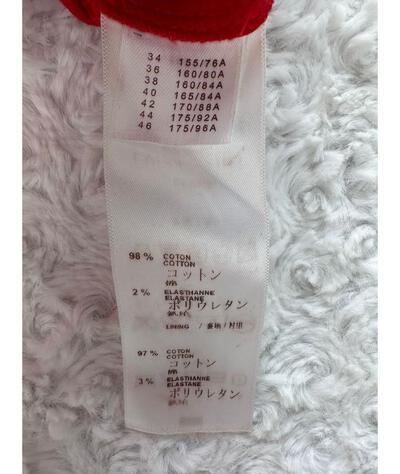 34 155/76A
36 160/80A
38 160/84A
40 165/84A
42 170/88A
44 175/92A
46 175/96A
98 % COTON
COTTON
コットン
棉
2 % ELASTHANNE
ELASTANE
ポリウレタン
LINING / 裏地 / 衬里
97 % COTON
COTTON
コットン
棉
3 % ELASTHANNE
ELASTANE
ポリウレタン